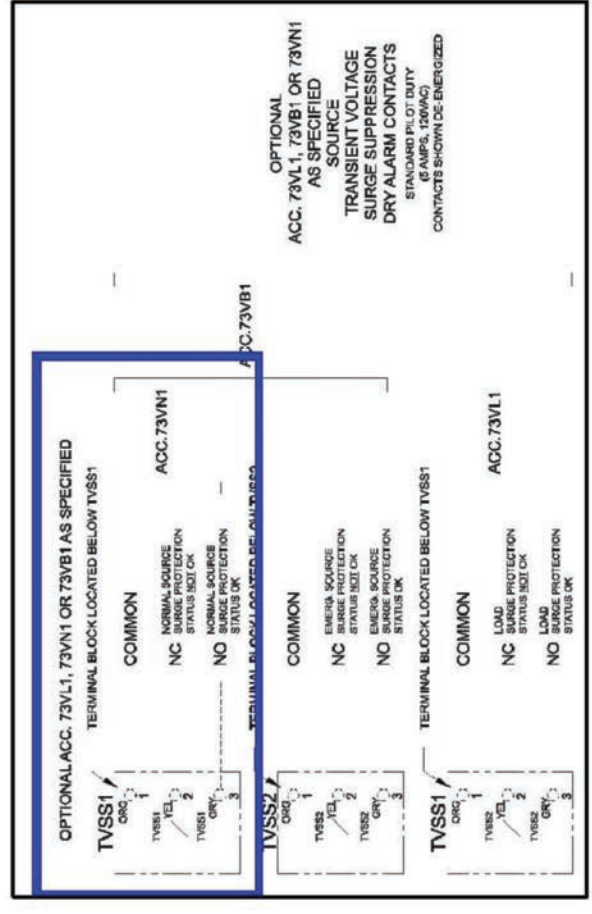 OPTIONAL ACC. 73VL1, 73VN1 OR 73VB1 AS SPECIFIED
TERMINAL BLOCK LOCATED BELOW TVSS1
TVSS1
ORG
1
COMMON
TVSS1
YEL
2
NC
NORMAL SOURCE
SURGE PROTECTION
STATUS NOT OK
ACC.73VN1
TVSS1
GRY
3
NO
NORMAL SOURCE
SURGE PROTECTION
STATUS OK
ACC.73VB1
TERMINAL BLOCK LOCATED BELOW TVSS2
TVSS2
ORG
1
COMMON
TVSS2
YEL
2
NC
EMERG. SOURCE
SURGE PROTECTION
STATUS NOT OK
TVSS2
GRY
3
NO
EMERG. SOURCE
SURGE PROTECTION
STATUS OK
TERMINAL BLOCK LOCATED BELOW TVSS1
TVSS1
ORG
1
COMMON
TVSS2
YEL
2
NC
LOAD
SURGE PROTECTION
STATUS NOT OK
ACC.73VL1
TVSS2
GRY
3
NO
LOAD
SURGE PROTECTION
STATUS OK
OPTIONAL
ACC. 73VL1, 73VB1 OR 73VN1
AS SPECIFIED
SOURCE
TRANSIENT VOLTAGE
SURGE SUPPRESSION
DRY ALARM CONTACTS
STANDARD PILOT DUTY
(5 AMPS, 120VAC)
CONTACTS SHOWN DE-ENERGIZED